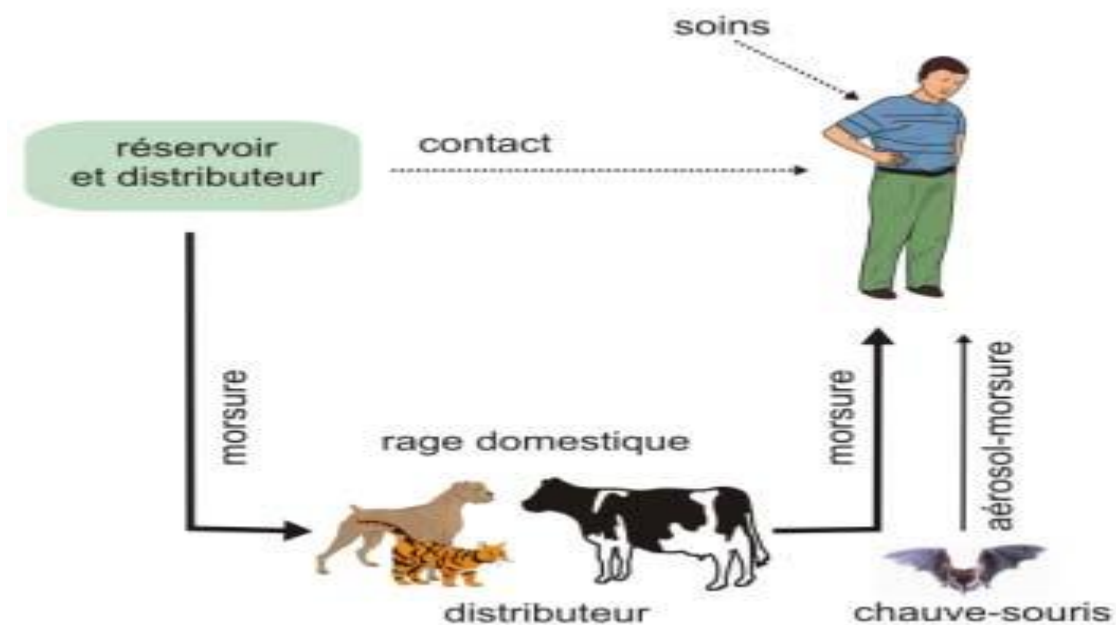 soins
réservoir
et distributeur
contact
morsure
rage domestique
morsure
aérosol-morsure
distributeur
chauve-souris